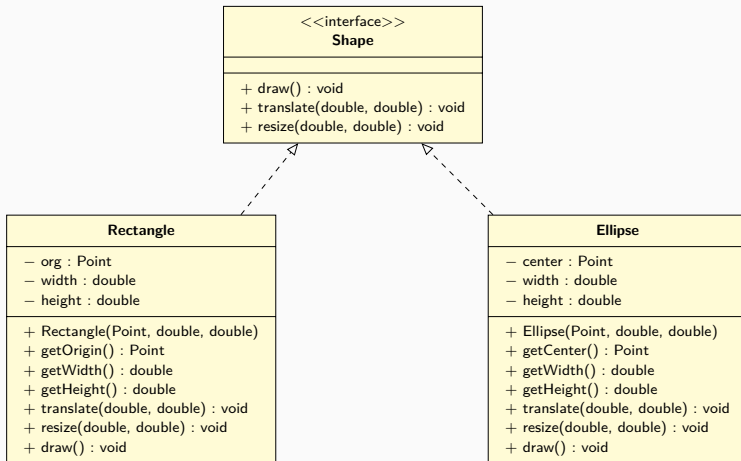 <<interface>>
Shape
+ draw() : void
+ translate(double, double) : void
+ resize(double, double) : void
Rectangle
− org : Point
− width : double
− height : double
+ Rectangle(Point, double, double)
+ getOrigin() : Point
+ getWidth() : double
+ getHeight() : double
+ translate(double, double) : void
+ resize(double, double) : void
+ draw() : void
Ellipse
− center : Point
− width : double
− height : double
+ Ellipse(Point, double, double)
+ getCenter() : Point
+ getWidth() : double
+ getHeight() : double
+ translate(double, double) : void
+ resize(double, double) : void
+ draw() : void